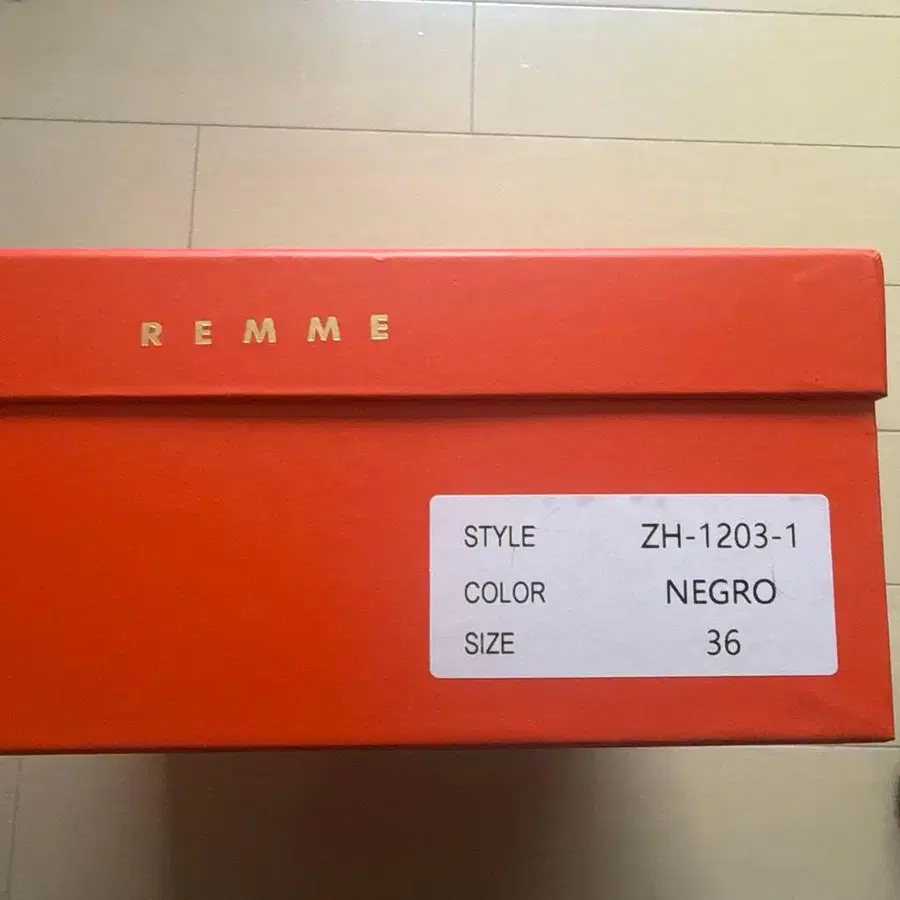 REMME
STYLE ZH-1203-1
COLOR NEGRO
SIZE 36